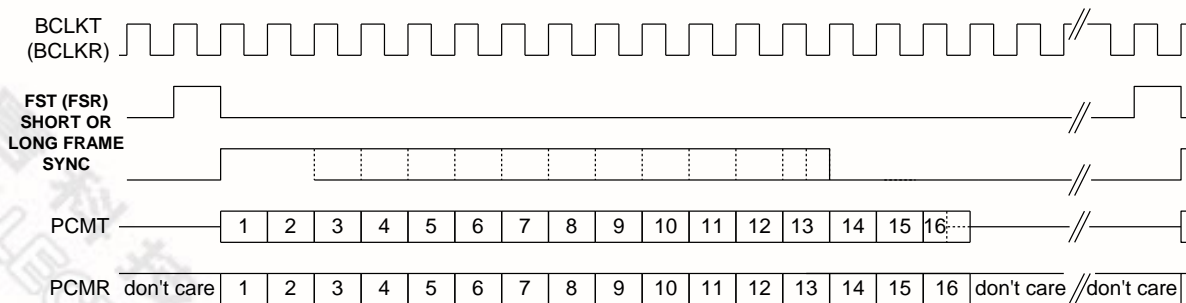 BCLKT
(BCLKR)
FST (FSR)
SHORT OR
LONG FRAME
SYNC
PCMT 1 2 3 4 5 6 7 8 9 10 11 12 13 14 15 16
PCMR don't care 1 2 3 4 5 6 7 8 9 10 11 12 13 14 15 16 don't care don't care